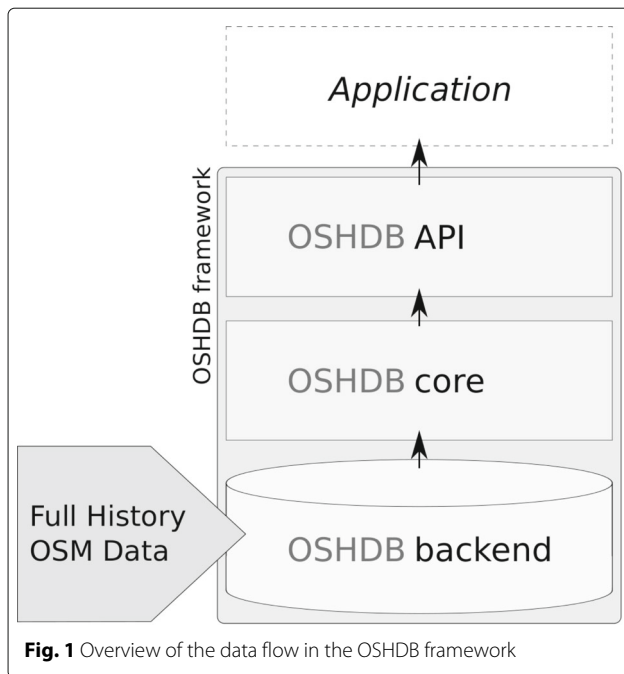 Application
OSHDB framework
OSHDB API
OSHDB core
Full History
OSM Data
OSHDB backend
Fig. 1 Overview of the data flow in the OSHDB framework